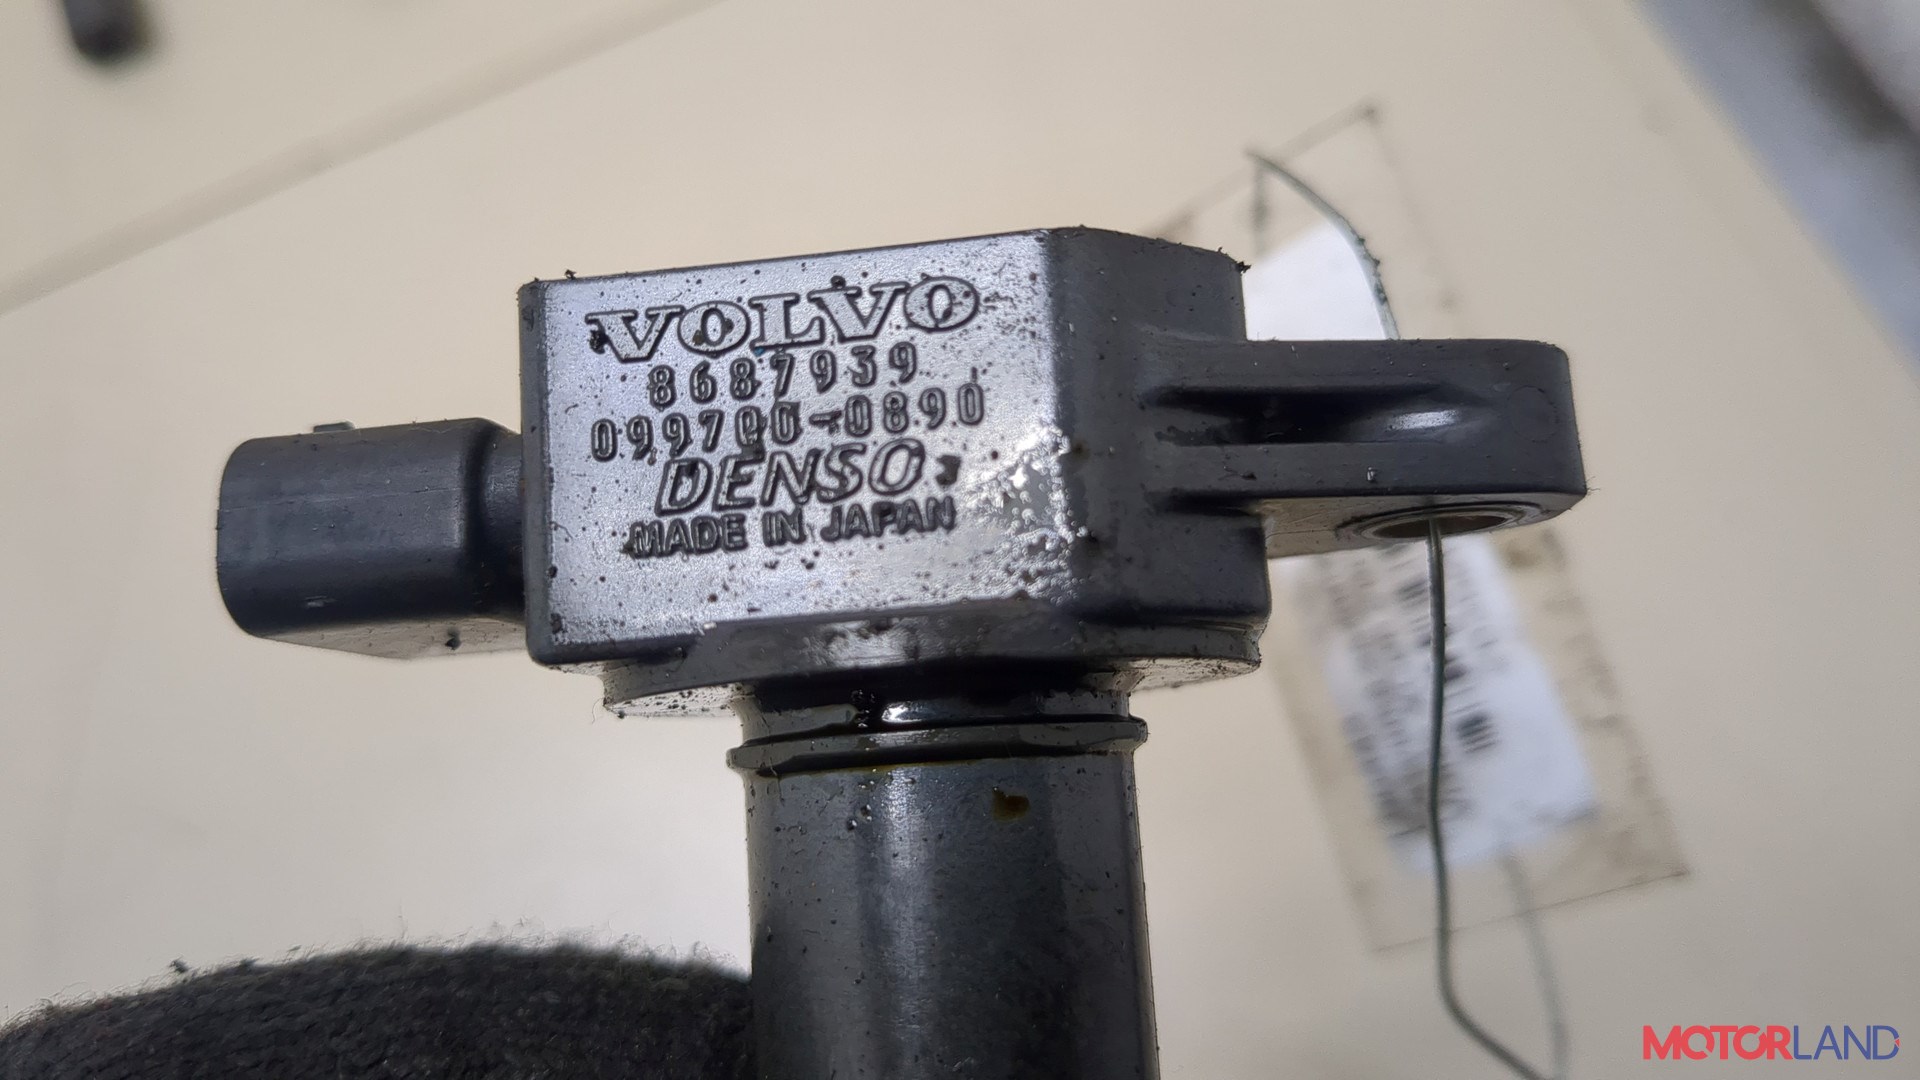 VOLVO
8687939
099700-0890
DENSO
MADE IN JAPAN
MOTORLAND